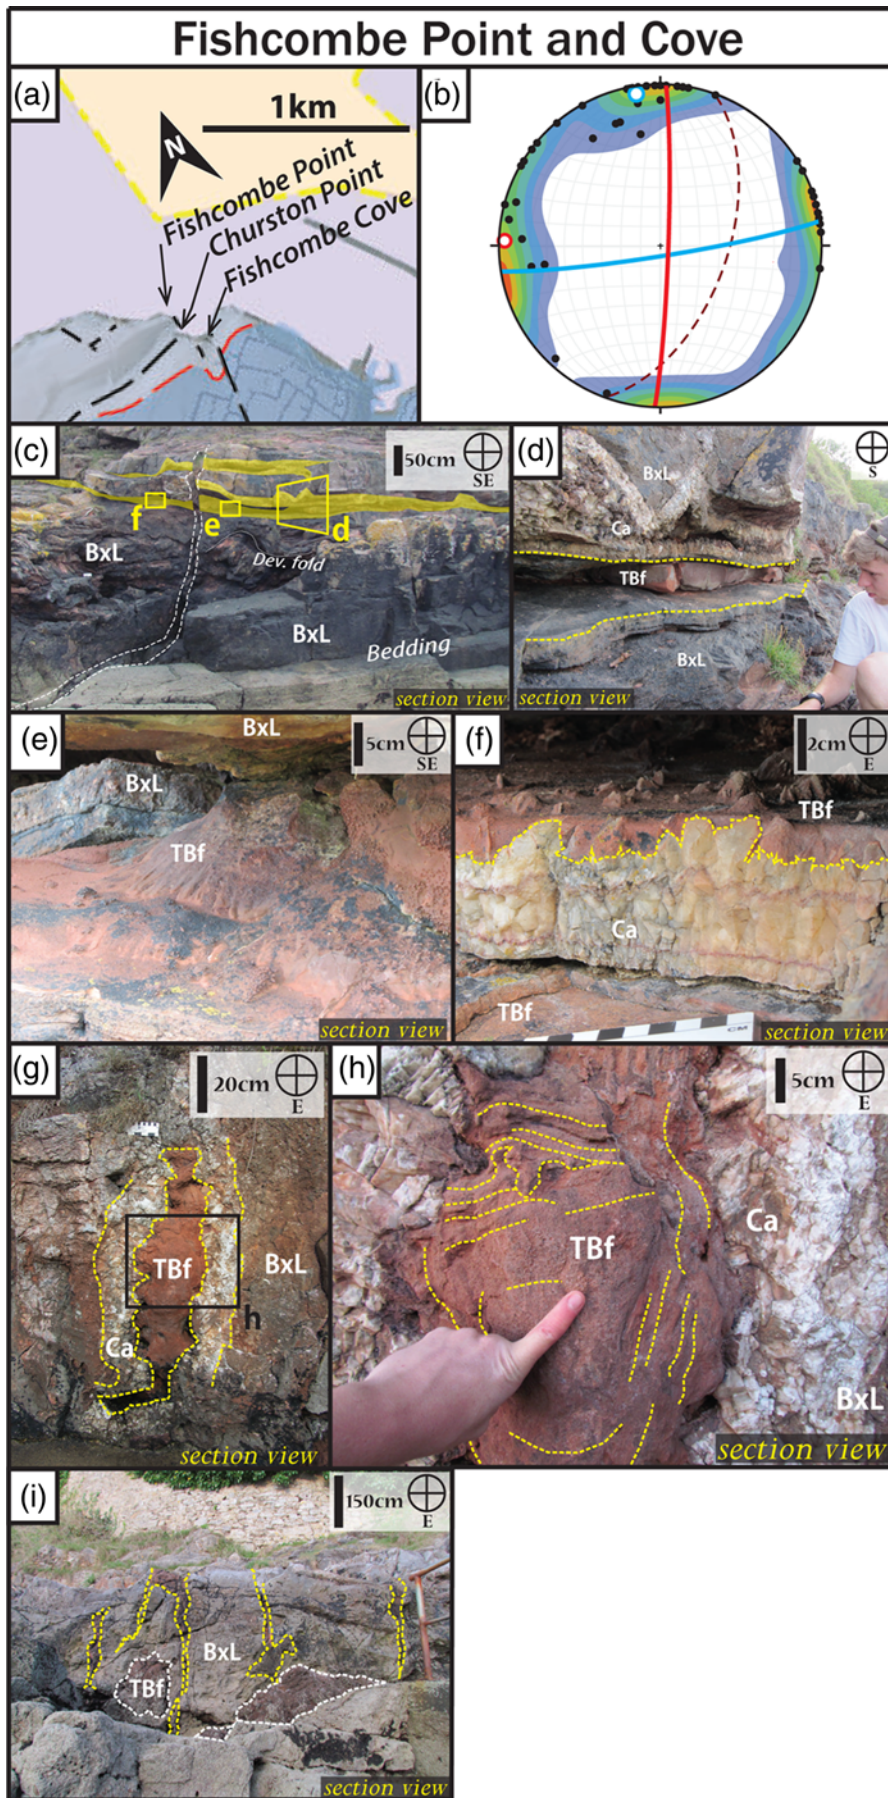 Fishcombe Point and Cove
(a)
1km
N
Fishcombe Point
Churston Point
Fishcombe Cove
(b)
(c)
50cm
SE
f
e
d
BxL
Dev. fold
BxL
Bedding
section view
(d)
S
BxL
Ca
TBf
BxL
(e)
5cm
SE
BxL
BxL
TBf
section view
(f)
2cm
E
TBf
Ca
TBf
CM
section view
(g)
20cm
E
TBf
BxL
h
Ca
section view
(h)
5cm
E
Ca
TBf
BxL
section view
(i)
150cm
E
BxL
TBf
section view